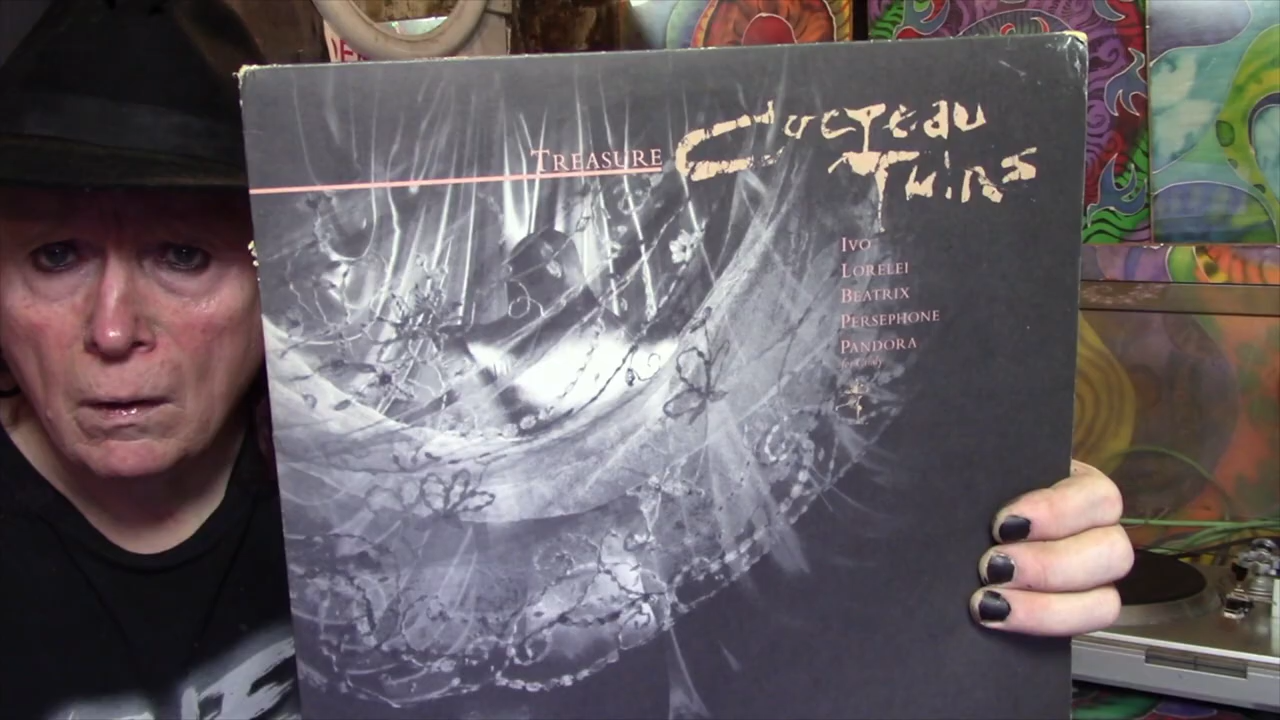 TREASURE
Cocteau
Twins
IVO
LORELEI
BEATRIX
PERSEPHONE
PANDORA